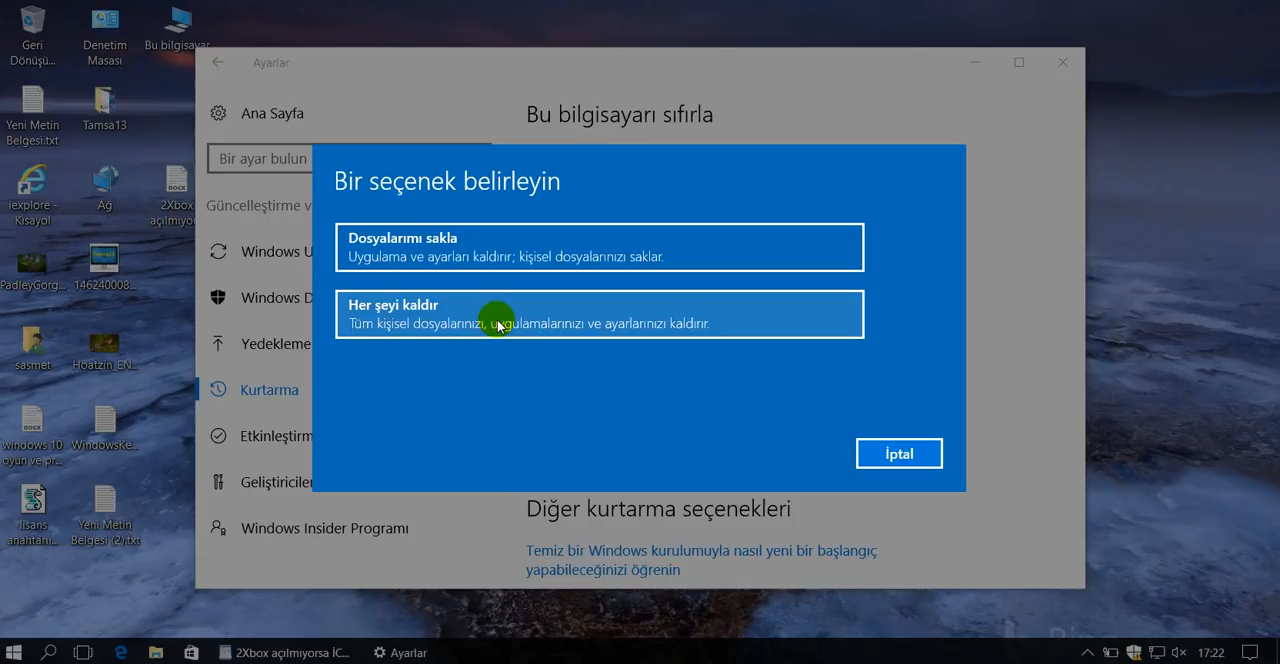 Geri
Dönüşü...
Denetim
Masası
Bu bilgisayar
Yeni Metin
Belgesi.txt
Tamsa13
iexplore -
Kısayol
Ağ
2Xbox
açılmıyo
PadleyGorg...
146240008...
sasmet
Hoatzin_EN...
windows 10
oyun ve pr...
WindowsKe...
lisans
anahtarı...
Yeni Metin
Belgesi (2).txt
Ayarlar
Ana Sayfa
Bir ayar bulun
Güncelleştirme v
Windows U
Windows D
Yedekleme
Kurtarma
Etkinleştirm
Geliştiriciler
Windows Insider Programı
Bu bilgisayarı sıfırla
Bir seçenek belirleyin
Dosyalarımı sakla
Uygulama ve ayarları kaldırır; kişisel dosyalarınızı saklar.
Her şeyi kaldır
Tüm kişisel dosyalarınızı, uygulamalarınızı ve ayarlarınızı kaldırır.
İptal
Diğer kurtarma seçenekleri
Temiz bir Windows kurulumuyla nasıl yeni bir başlangıç
yapabileceğinizi öğrenin
2Xbox açılmıyorsa İC...
Ayarlar
17:22